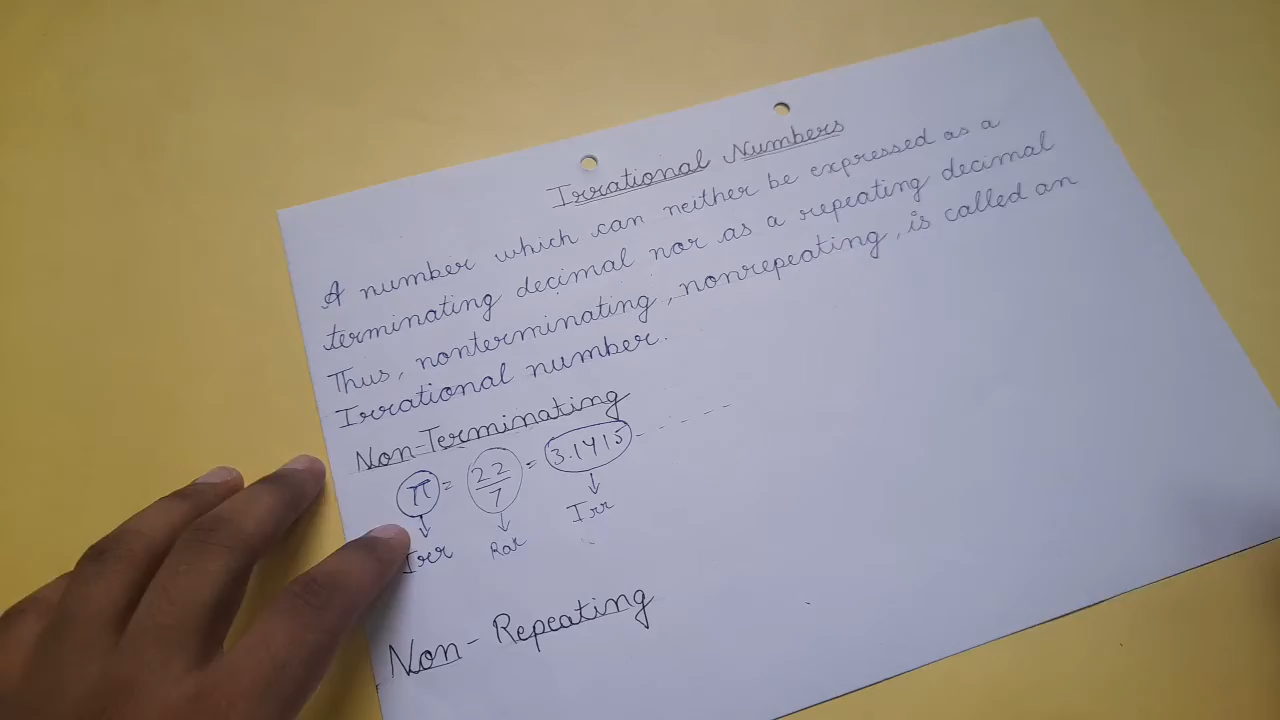 Irrational Numbers
A number which can neither be expressed as a
terminating decimal nor as a repeating decimal
Thus, nonterminating, nonrepeating, is called an
Irrational number.
Non-Terminating
π = 22/7 = 3.1415------
↓ ↓ ↓
Irr Rat Irr
Non-Repeating